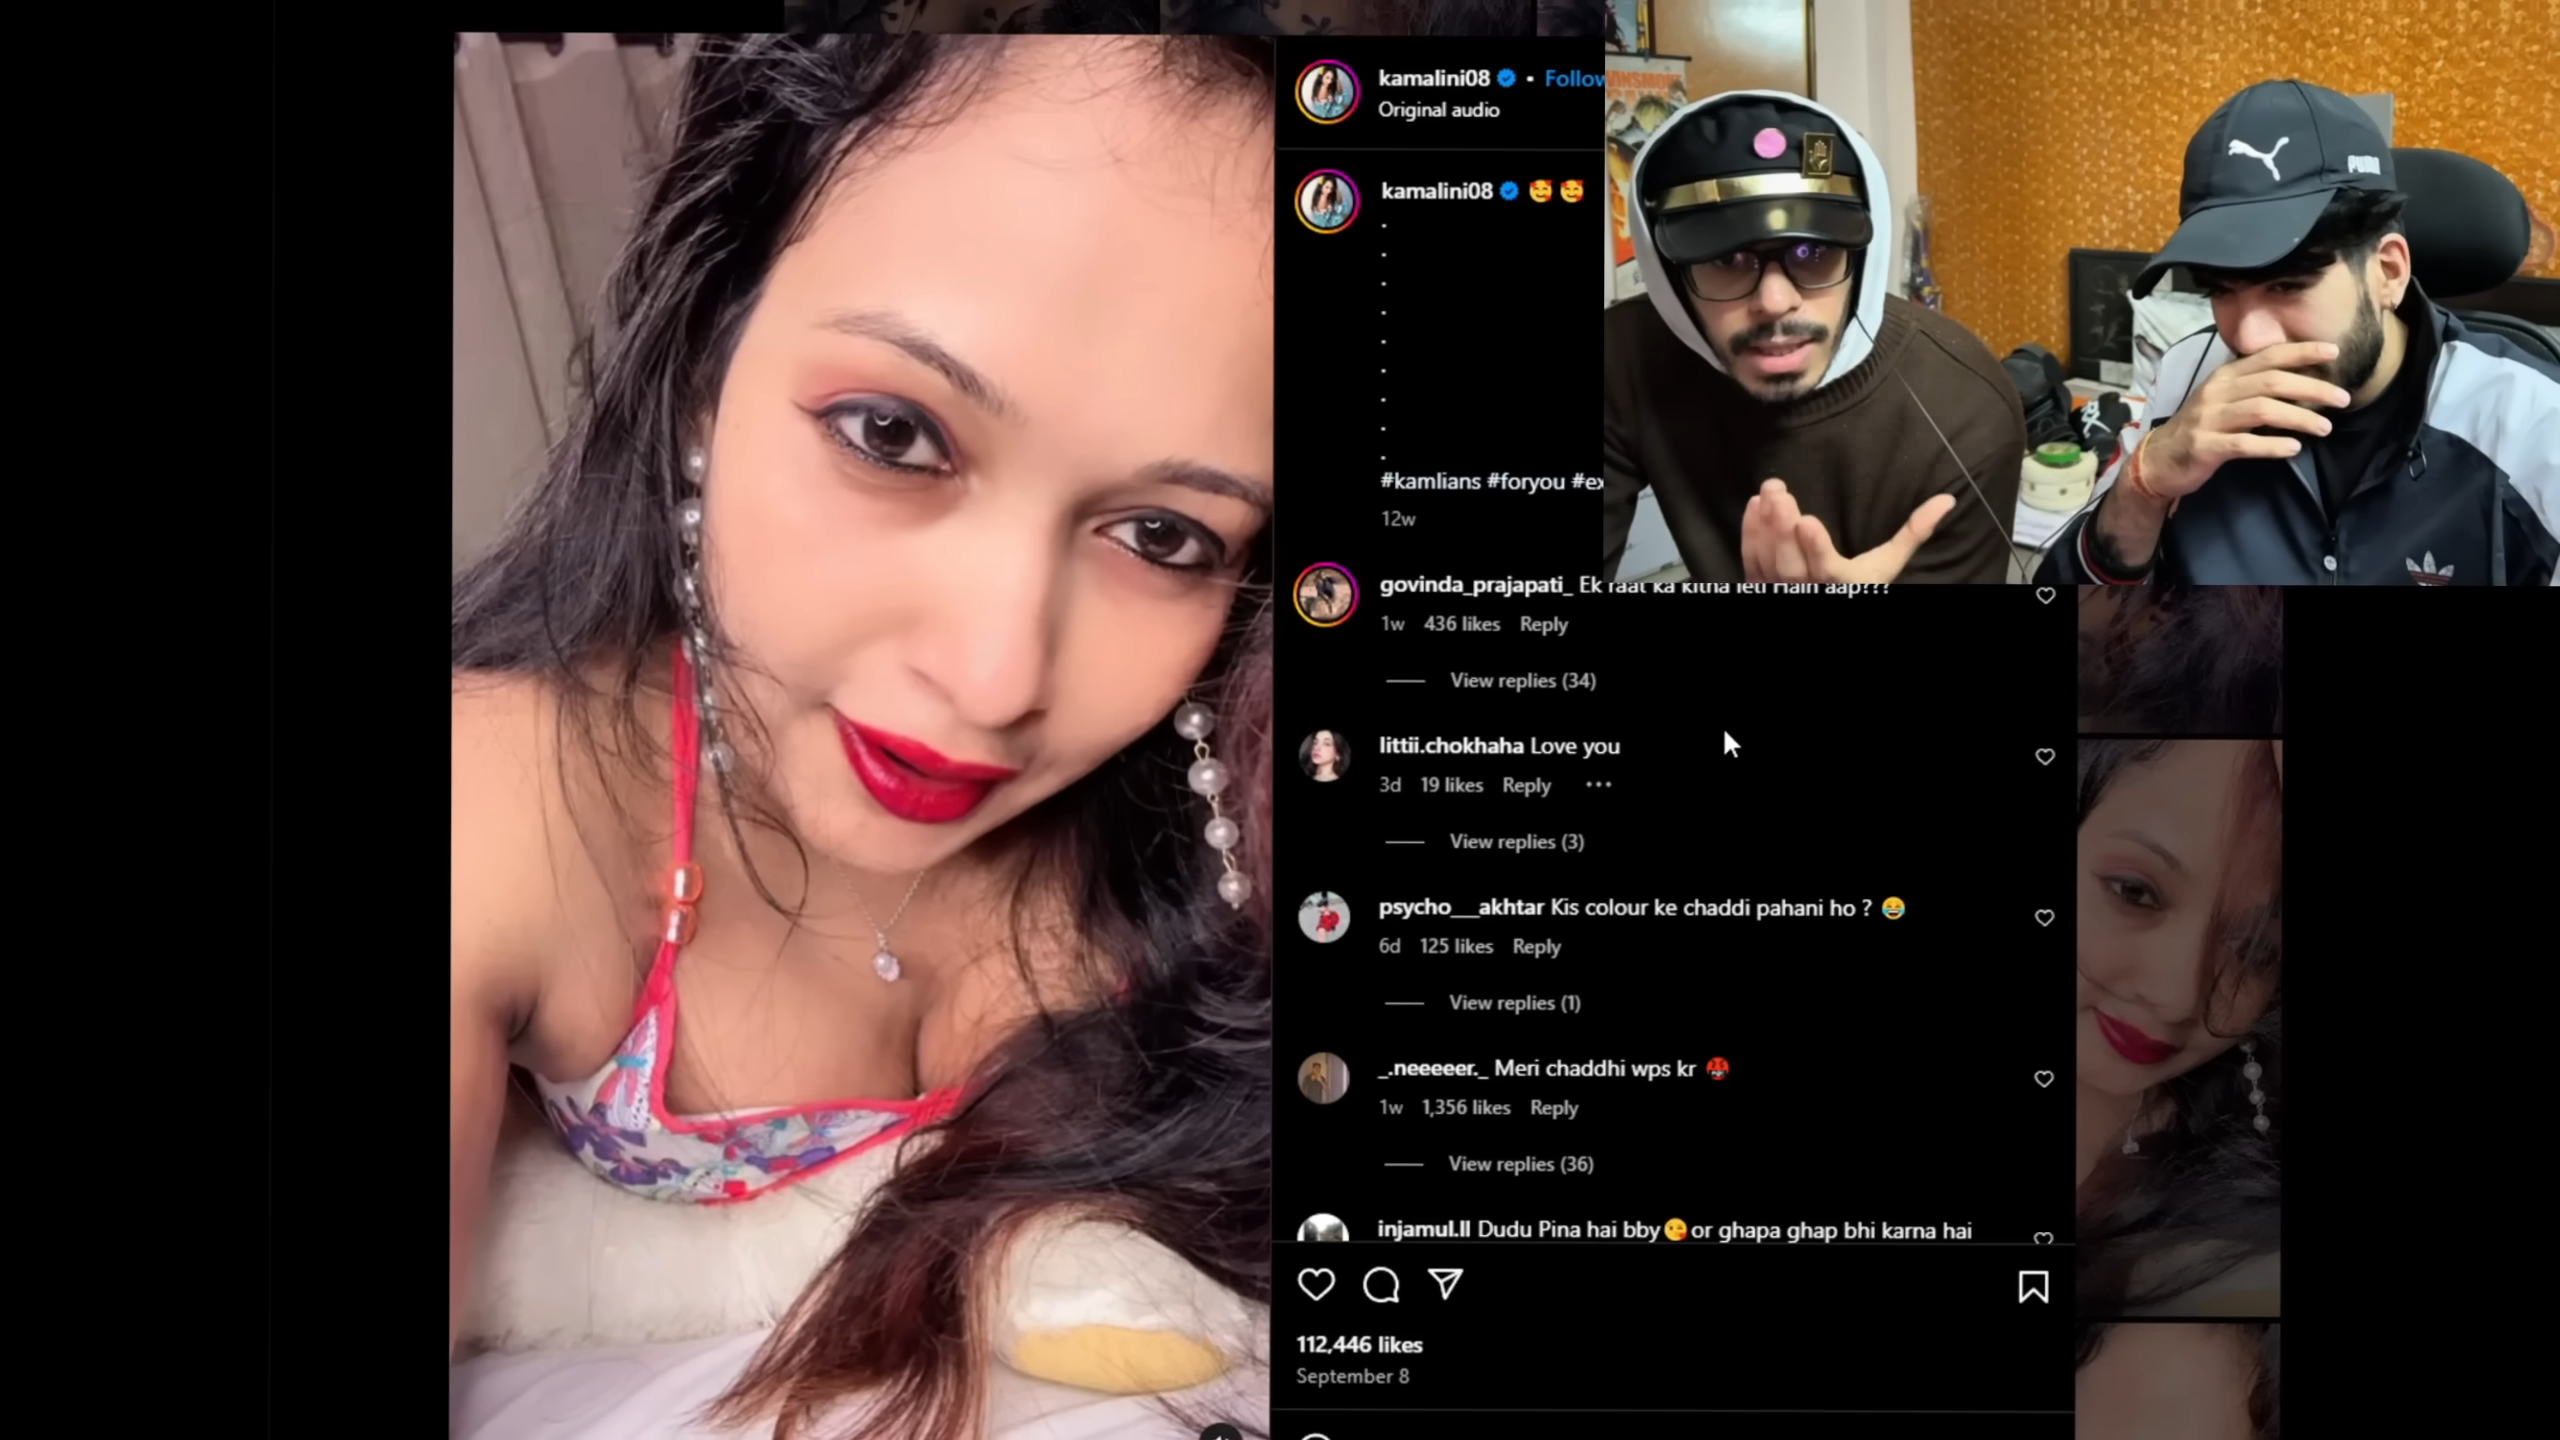 kamalini08 • Follow
Original audio
kamalini08 🥰 🥰
.
.
.
.
.
.
.
.
.
#kamlians #foryou #ex
12w
govinda_prajapati_ Ek raat ka kitna leti Hain aap???
1w 436 likes Reply
View replies (34)
littii.chokhaha Love you
3d 19 likes Reply •••
View replies (3)
psycho__akhtar Kis colour ke chaddi pahani ho ? 😂
6d 125 likes Reply
View replies (1)
_.neeeeer._ Meri chaddhi wps kr
1w 1,356 likes Reply
View replies (36)
injamul.ll Dudu Pina hai bby😘or ghapa ghap bhi karna hai
112,446 likes
September 8
PUMA